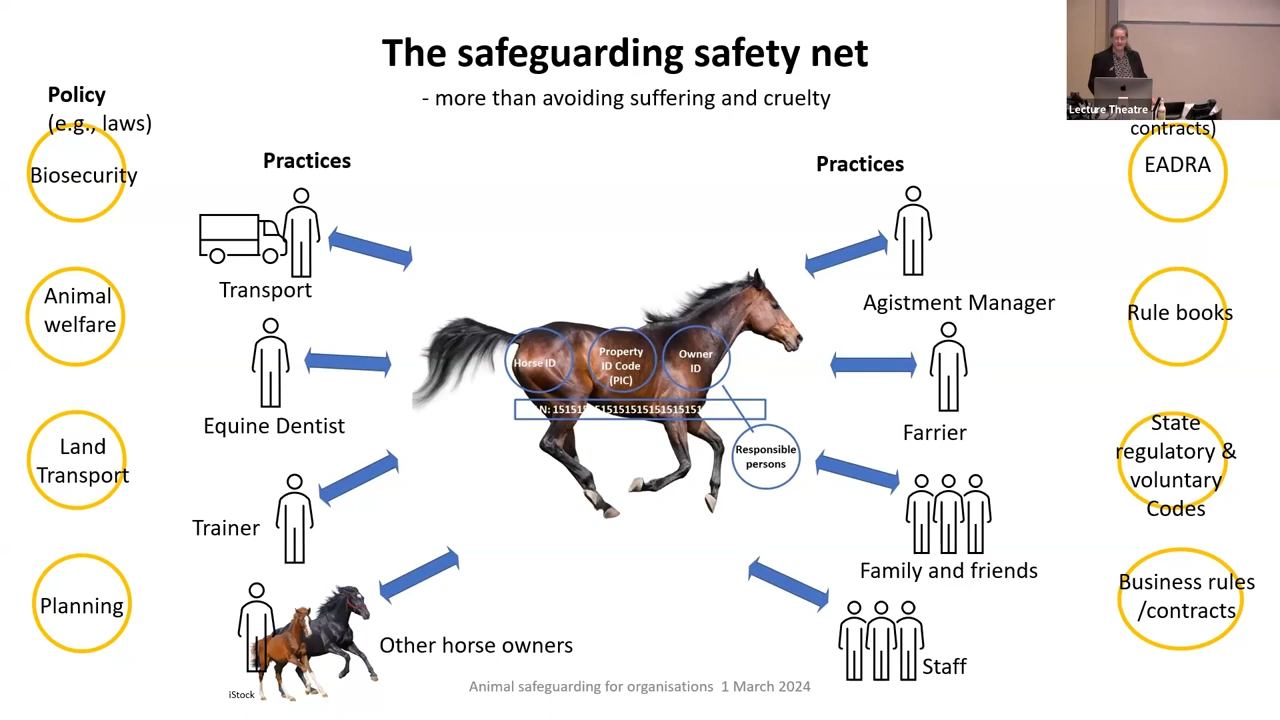 The safeguarding safety net
- more than avoiding suffering and cruelty
Lecture Theatre
Policy
(e.g., laws)
Biosecurity
Animal
welfare
Land
Transport
Planning
Practices
Transport
Equine Dentist
Trainer
Other horse owners
iStock
Horse ID
Property
ID Code
(PIC)
Owner
ID
Responsible
persons
Practices
Agistment Manager
Farrier
Family and friends
Staff
contracts)
EADRA
Rule books
State
regulatory &
voluntary
Codes
Business rules
/contracts
Animal safeguarding for organisations 1 March 2024